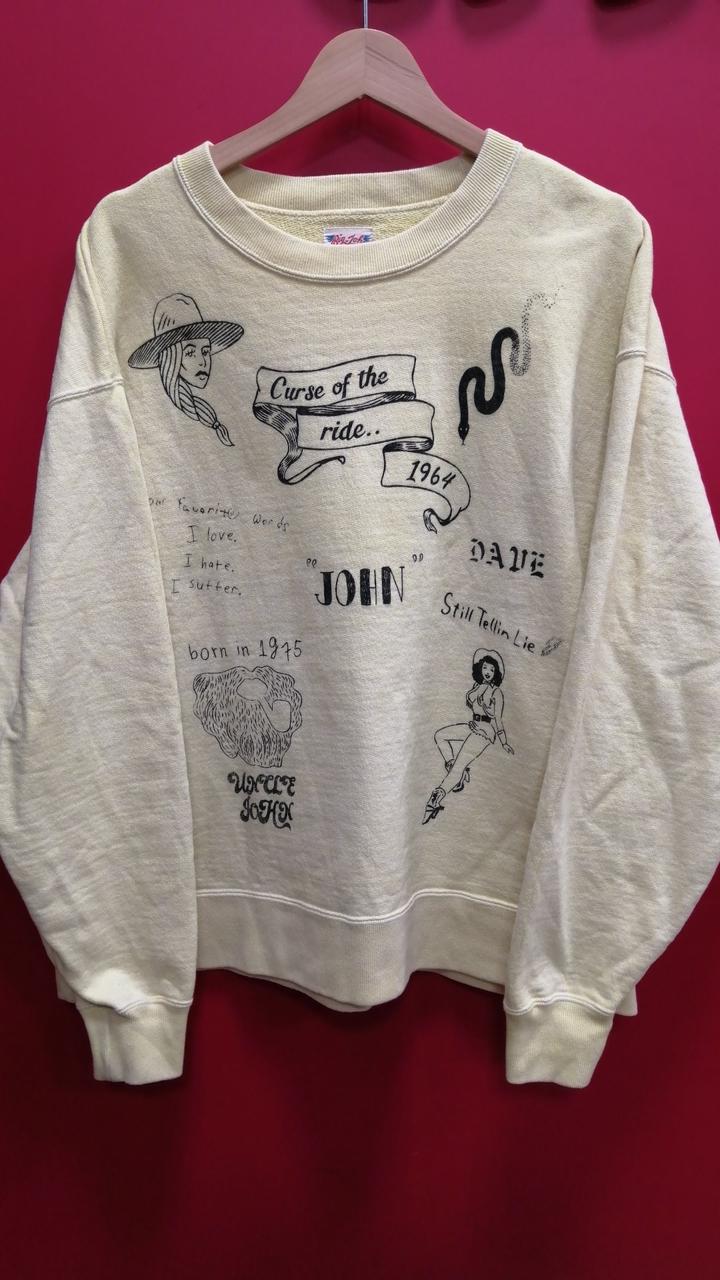 Curse of the
ride..
1964
Favorite words
I love.
I hate.
I sutter.
"JOHN"
DAVE
Still Tellin Lie
born in 1975
UNCLE
JOHN